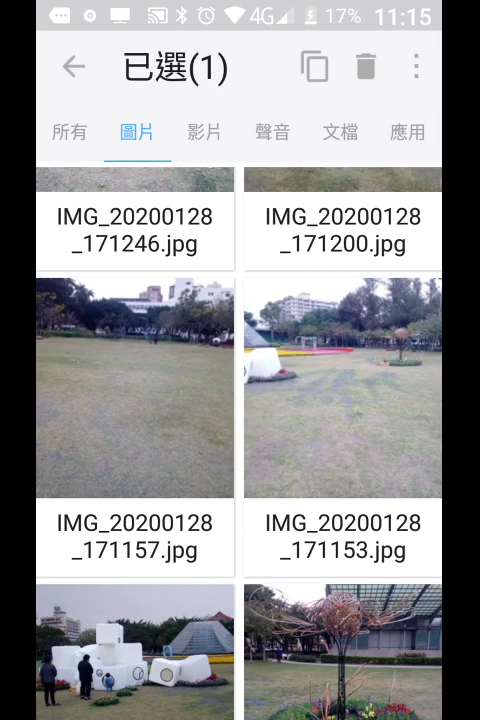 4G 17% 11:15
已選(1)
所有 圖片 影片 聲音 文檔 應用
IMG_20200128
_171246.jpg
IMG_20200128
_171200.jpg
IMG_20200128
_171157.jpg
IMG_20200128
_171153.jpg